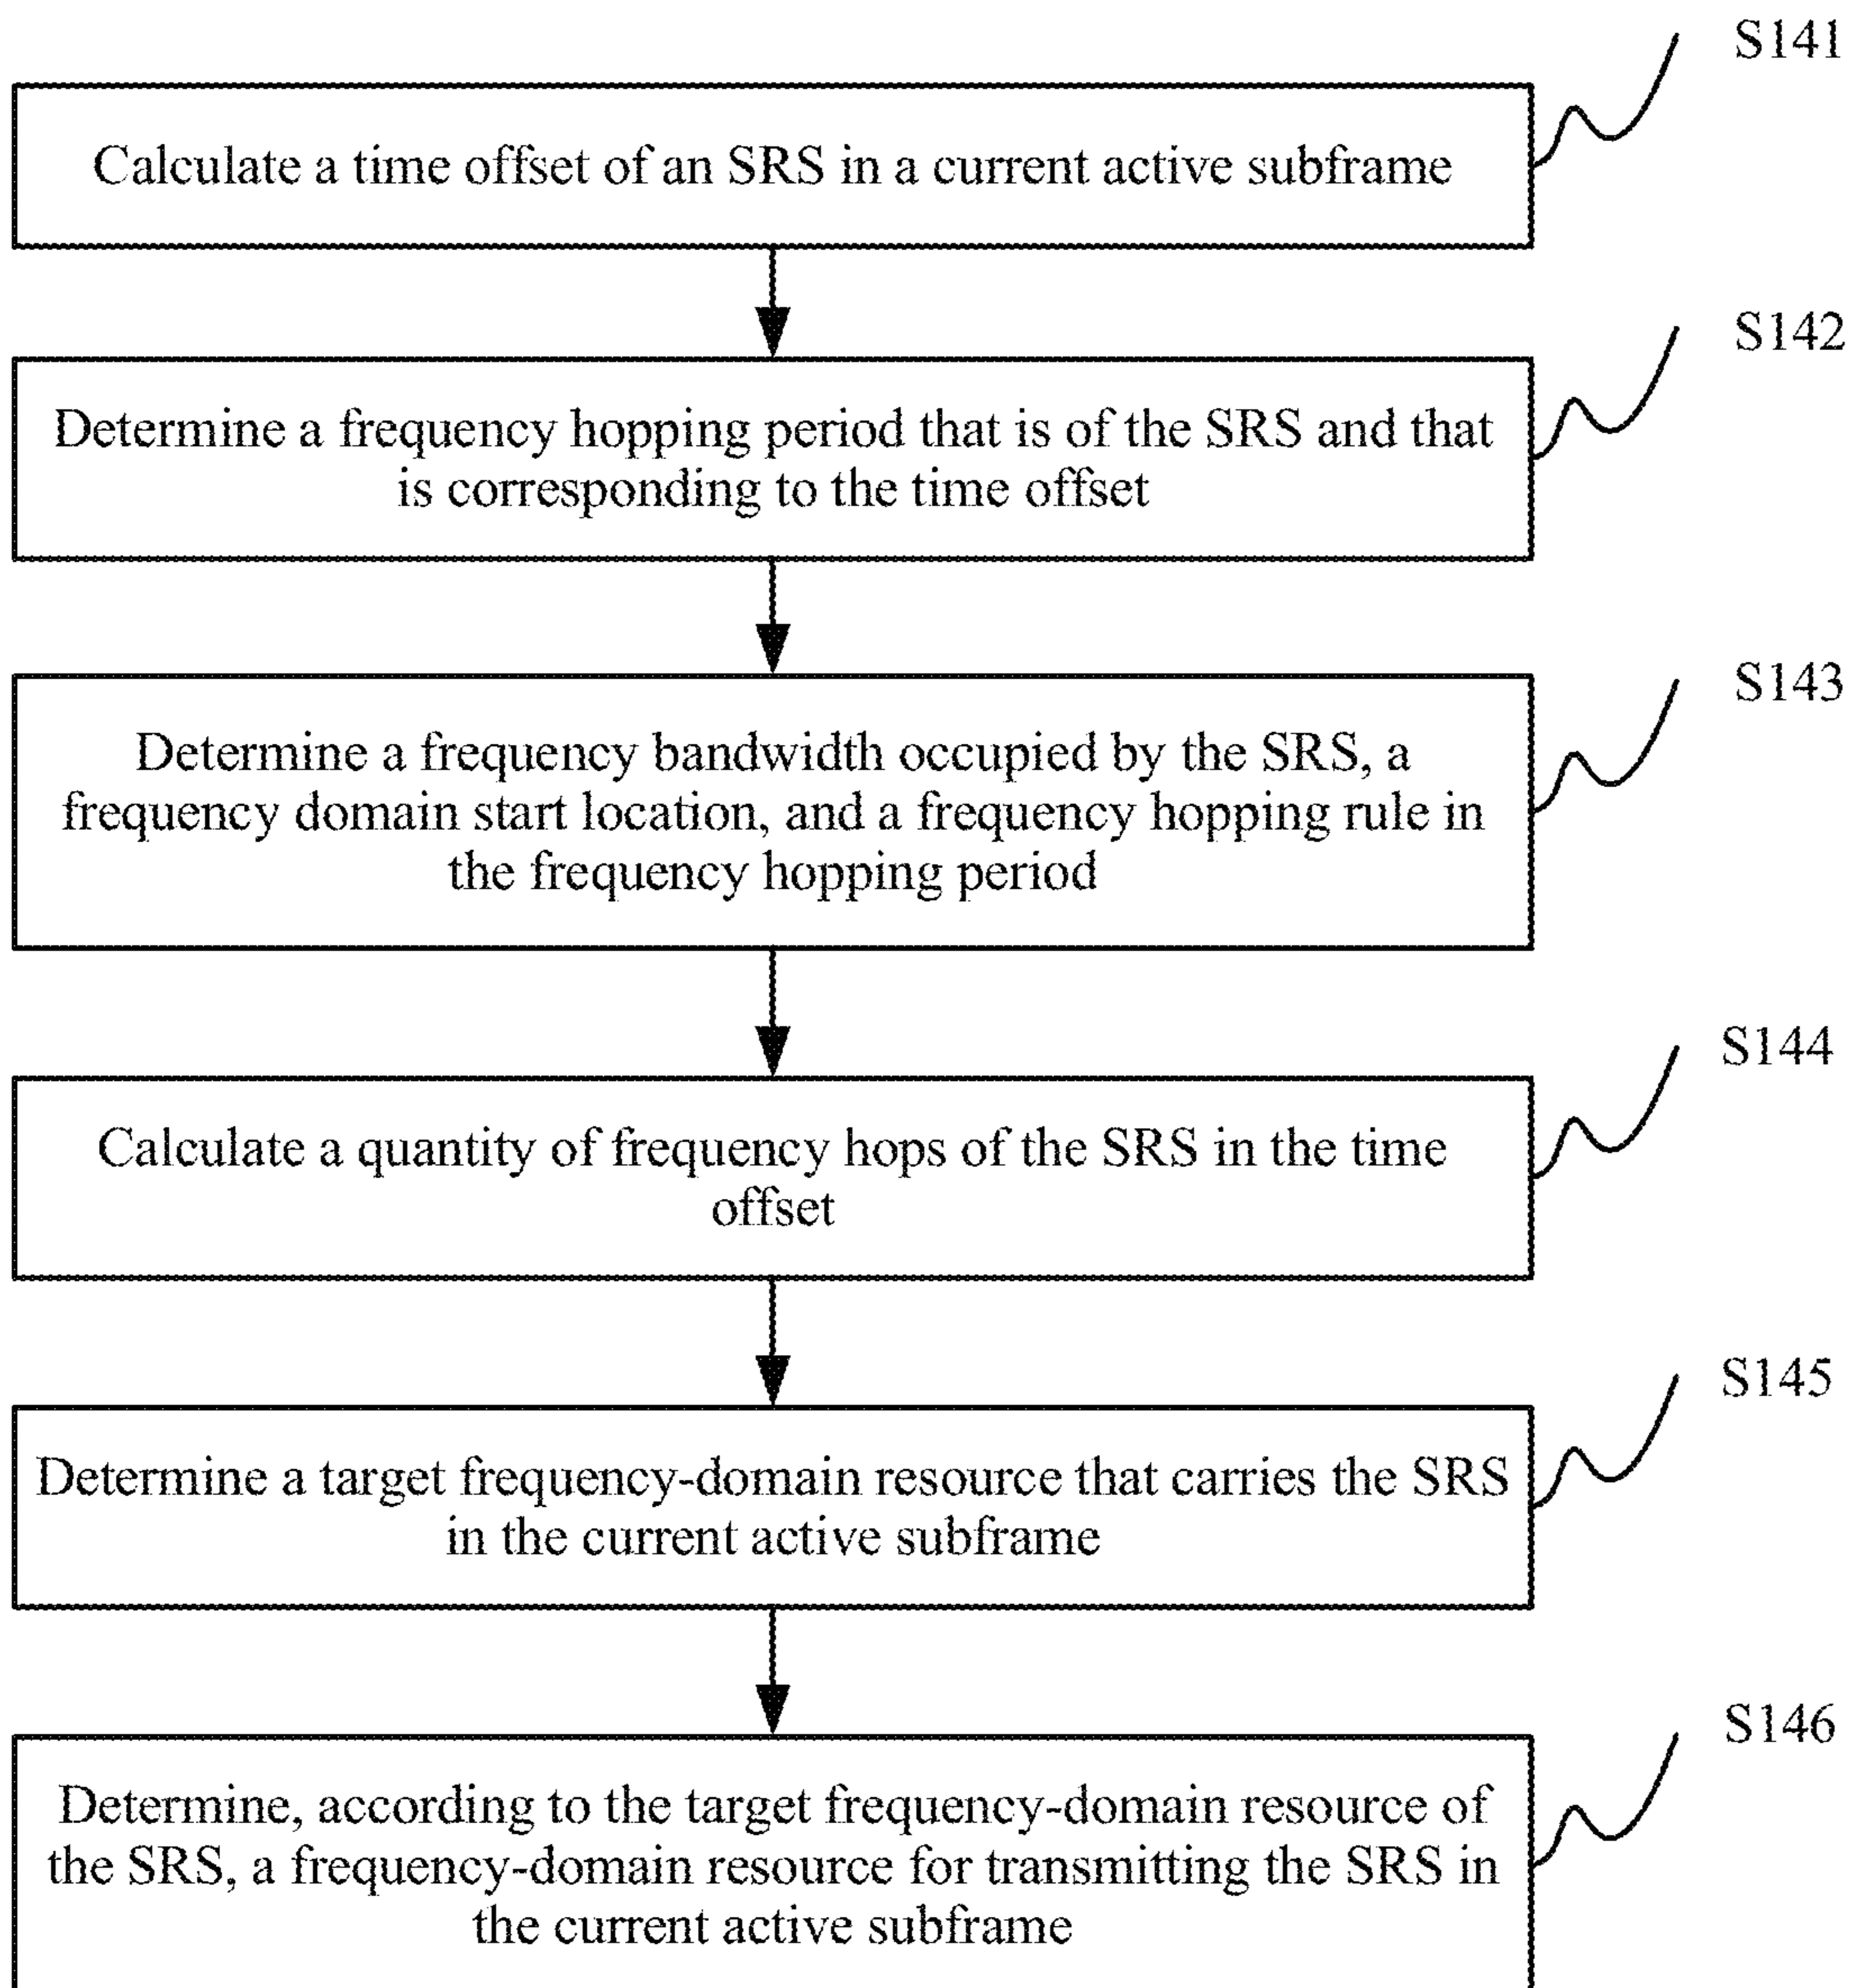 S141
Calculate a time offset of an SRS in a current active subframe
S142
Determine a frequency hopping period that is of the SRS and that
is corresponding to the time offset
S143
Determine a frequency bandwidth occupied by the SRS, a
frequency domain start location, and a frequency hopping rule in
the frequency hopping period
S144
Calculate a quantity of frequency hops of the SRS in the time
offset
S145
Determine a target frequency-domain resource that carries the SRS
in the current active subframe
S146
Determine, according to the target frequency-domain resource of
the SRS, a frequency-domain resource for transmitting the SRS in
the current active subframe